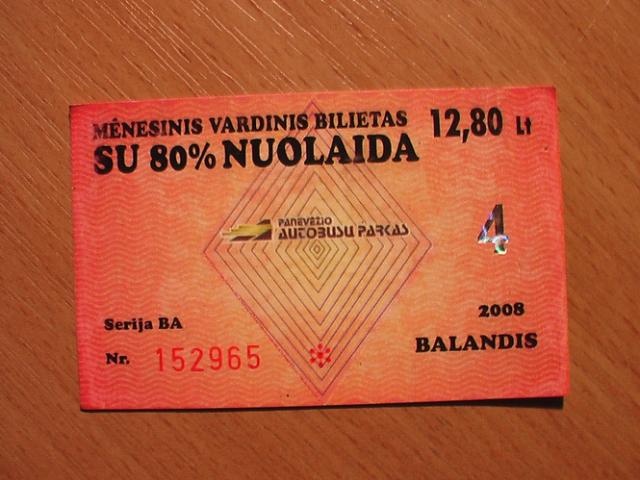 MĖNESINIS VARDINIS BILIETAS 12,80 Lt
SU 80% NUOLAIDA
PANEVĖŽIO
AUTOBUSŲ PARKAS
4
Serija BA
2008
Nr. 152965
BALANDIS